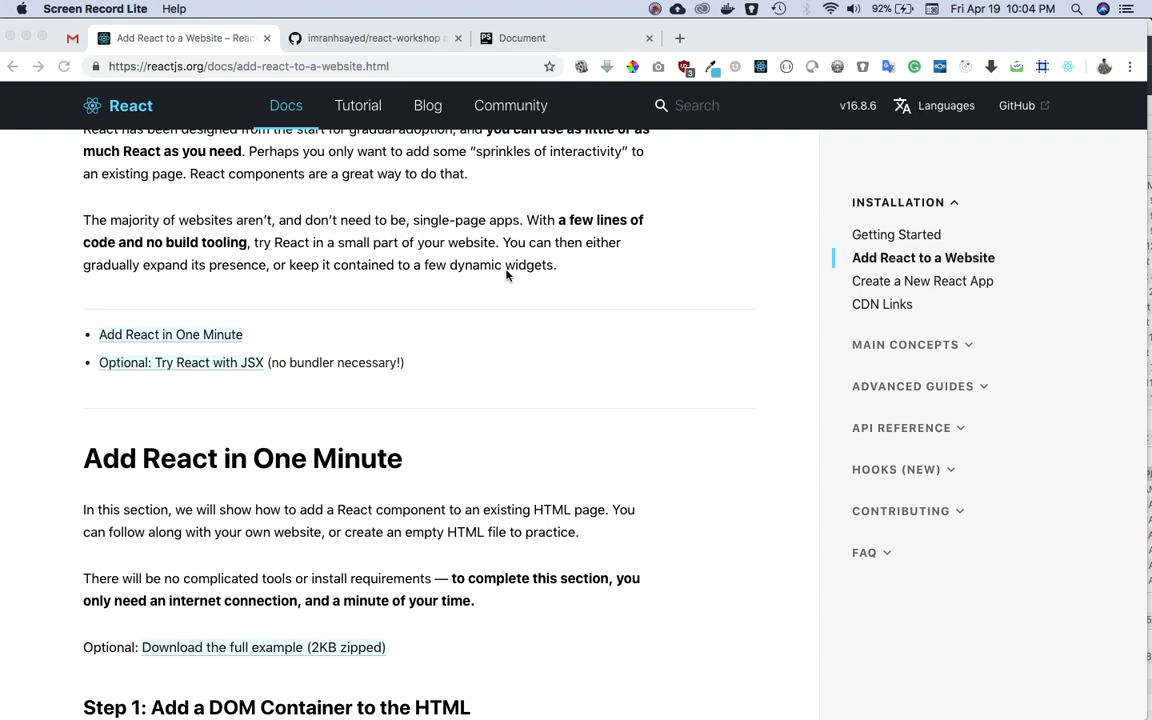 Screen Record Lite Help 92% Fri Apr 19 10:04 PM
Add React to a Website – Reac
imranhsayed/react-workshop a
Document
https://reactjs.org/docs/add-react-to-a-website.html
React Docs Tutorial Blog Community Search v16.8.6 Languages GitHub
React has been designed from the start for gradual adoption, and you can use as little or as
much React as you need. Perhaps you only want to add some “sprinkles of interactivity” to
an existing page. React components are a great way to do that.
The majority of websites aren’t, and don’t need to be, single-page apps. With a few lines of
code and no build tooling, try React in a small part of your website. You can then either
gradually expand its presence, or keep it contained to a few dynamic widgets.
• Add React in One Minute
• Optional: Try React with JSX (no bundler necessary!)
Add React in One Minute
In this section, we will show how to add a React component to an existing HTML page. You
can follow along with your own website, or create an empty HTML file to practice.
There will be no complicated tools or install requirements — to complete this section, you
only need an internet connection, and a minute of your time.
Optional: Download the full example (2KB zipped)
Step 1: Add a DOM Container to the HTML
INSTALLATION
Getting Started
Add React to a Website
Create a New React App
CDN Links
MAIN CONCEPTS
ADVANCED GUIDES
API REFERENCE
HOOKS (NEW)
CONTRIBUTING
FAQ